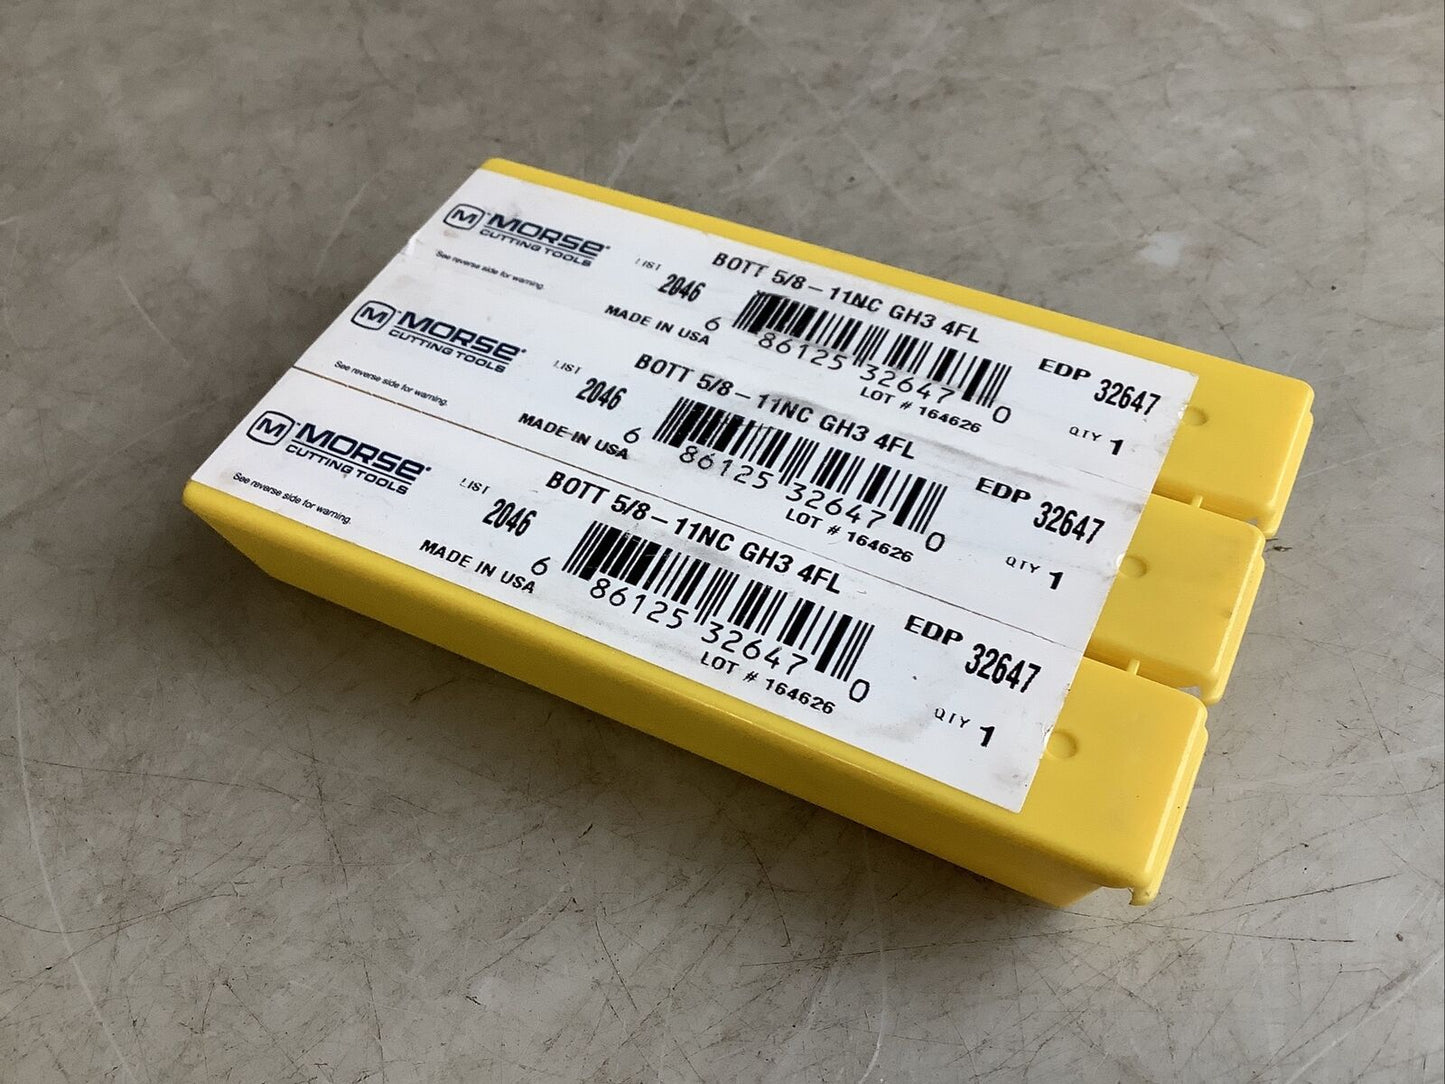 M MORSE
CUTTING TOOLS
See reverse side for warning.
LIST
2046
MADE IN USA
BOTT 5/8-11NC GH3 4FL
6 86125 32647 0
LOT # 164626
EDP 32647
QTY 1
M MORSE
CUTTING TOOLS
See reverse side for warning.
LIST
2046
MADE IN USA
BOTT 5/8-11NC GH3 4FL
6 86125 32647 0
LOT # 164626
EDP 32647
QTY 1
M MORSE
CUTTING TOOLS
See reverse side for warning.
LIST
2046
MADE IN USA
BOTT 5/8-11NC GH3 4FL
6 86125 32647 0
LOT # 164626
EDP 32647
QTY 1